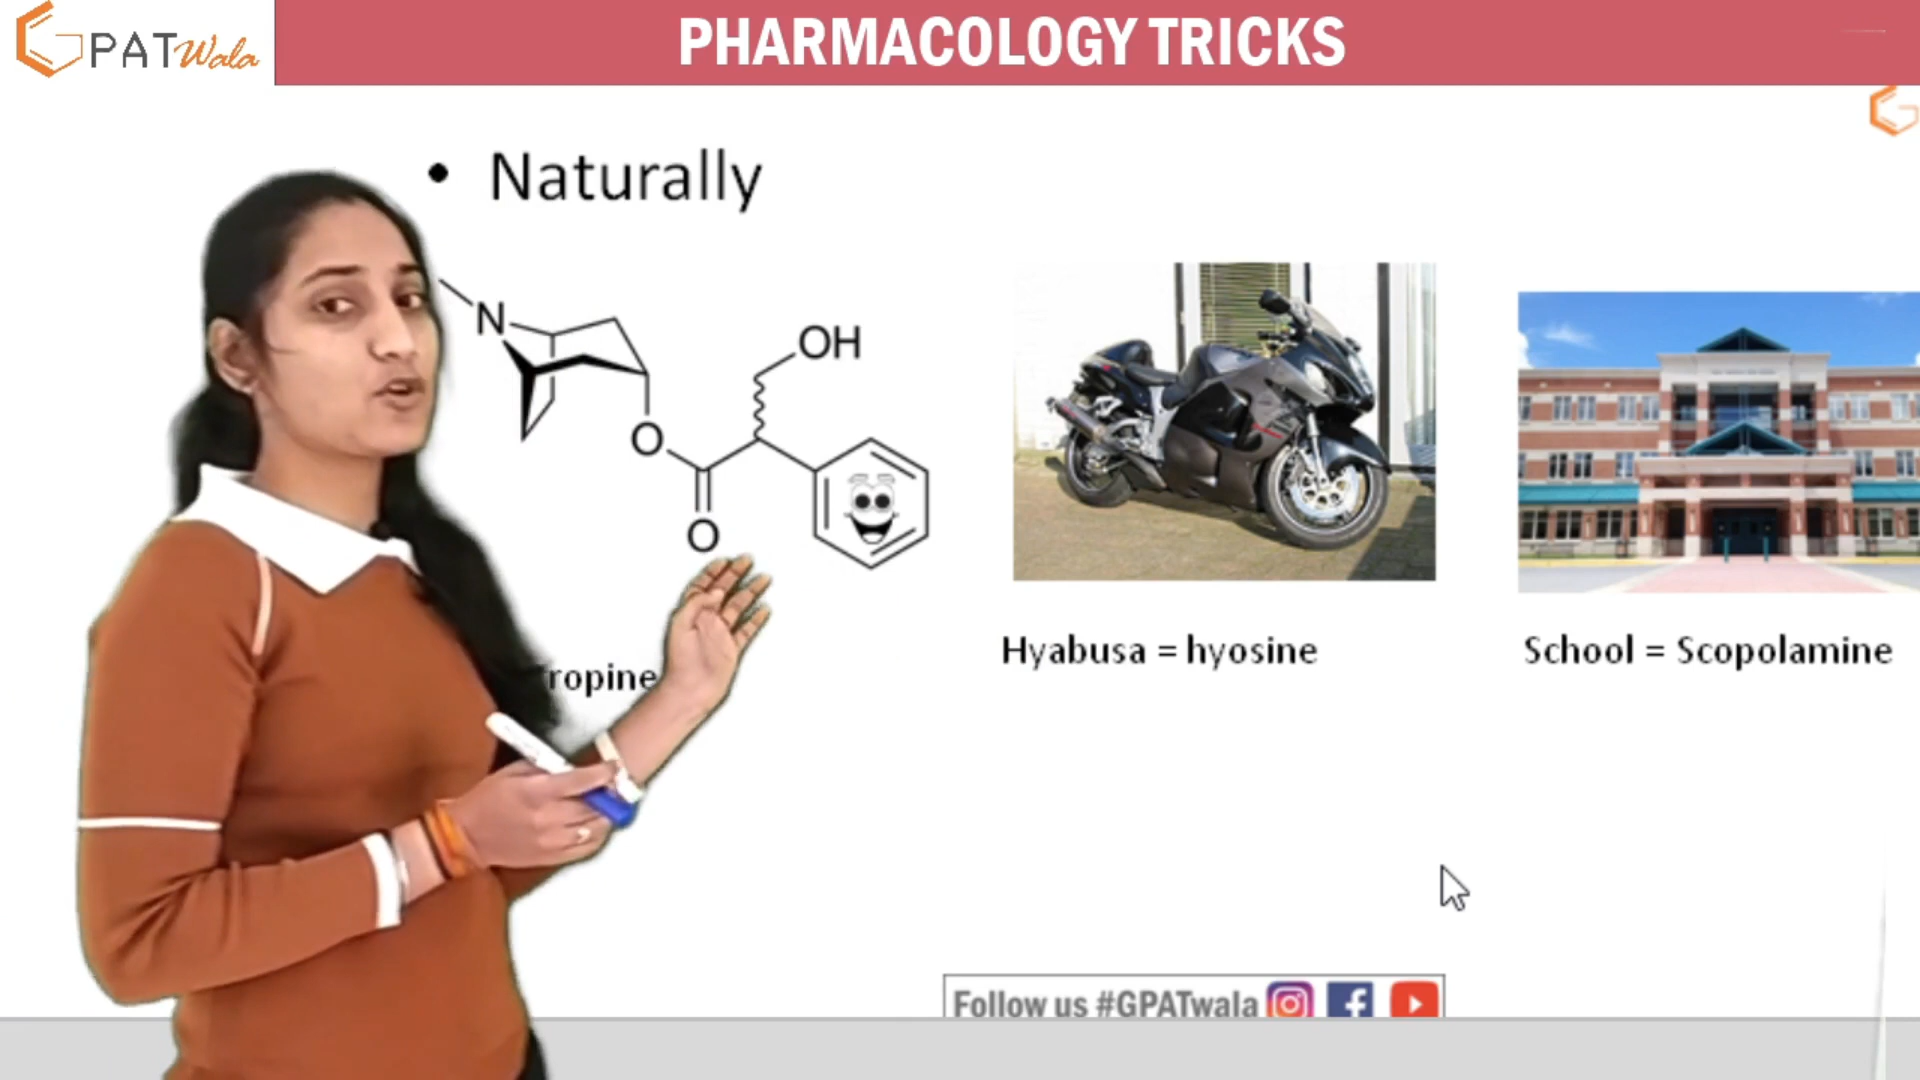 GPATWala
PHARMACOLOGY TRICKS
• Naturally
N
OH
O
O
ropine
Hyabusa = hyosine
School = Scopolamine
Follow us #GPATwala